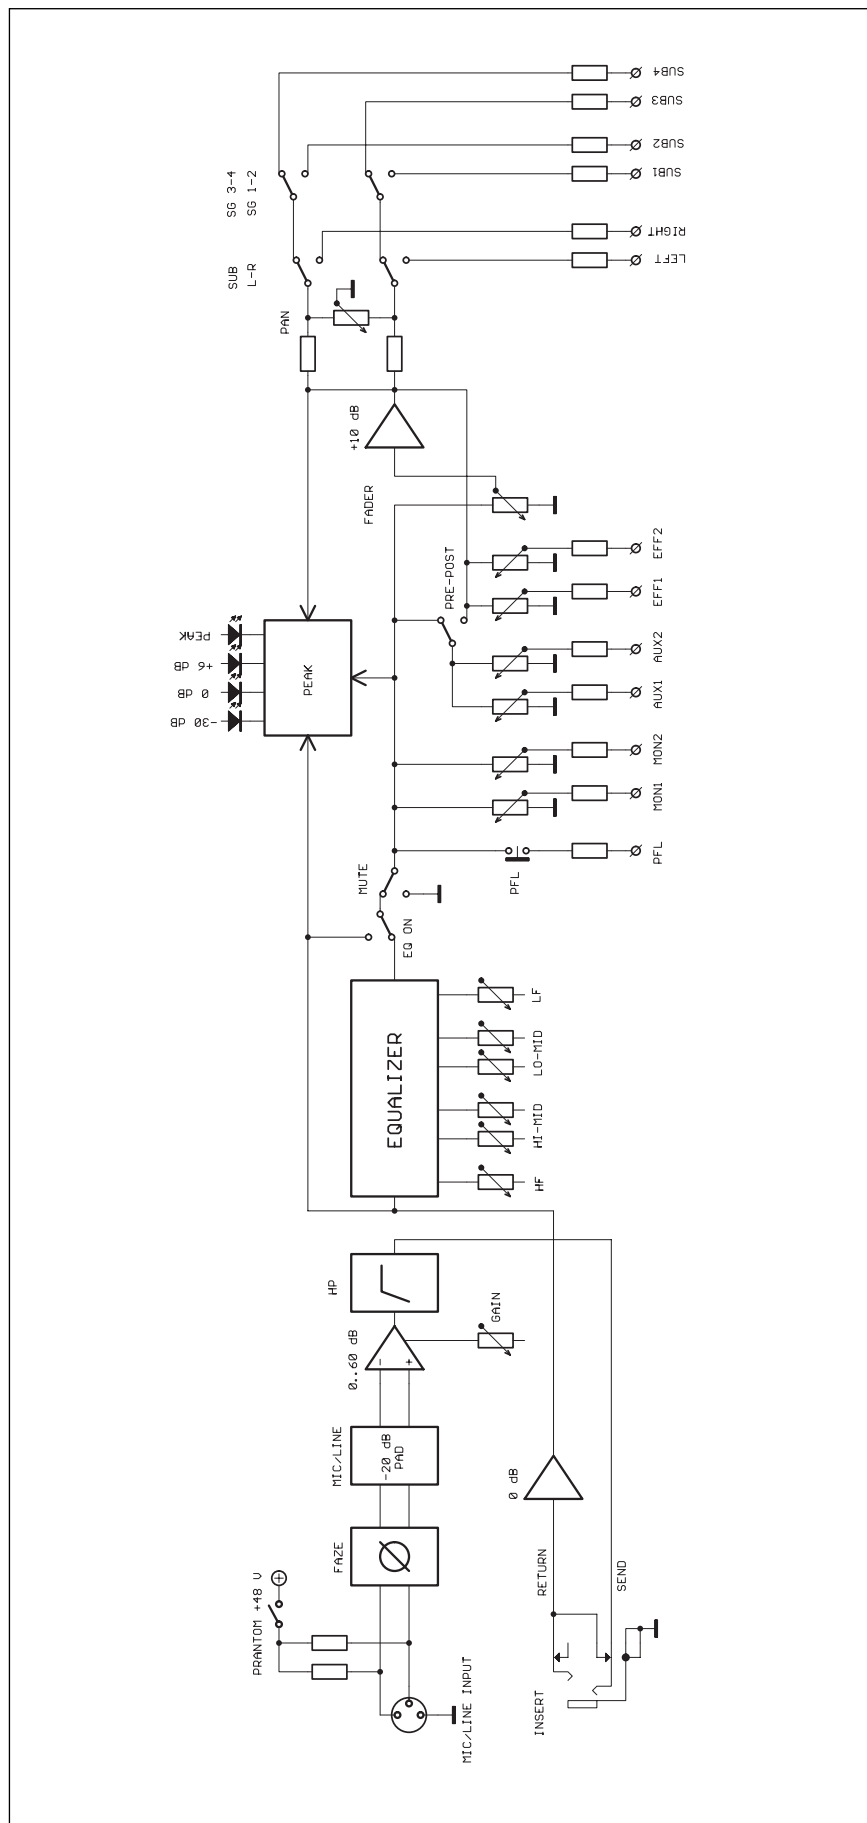 PRANTOM +48 V
MIC/LINE INPUT
FAZE
MIC/LINE
-20 dB
PAD
0..60 dB
-
+
GAIN
HP
INSERT
RETURN
SEND
0 dB
EQUALIZER
HF
HI-MID
LO-MID
LF
EQ ON
MUTE
PFL
PFL
MON1
MON2
AUX1
AUX2
EFF1
EFF2
PRE-POST
PEAK
-30 dB
0 dB
+6 dB
PEAK
FADER
+10 dB
PAN
SUB
L-R
SG 3-4
SG 1-2
LEFT
RIGHT
SUB1
SUB2
SUB3
SUB4